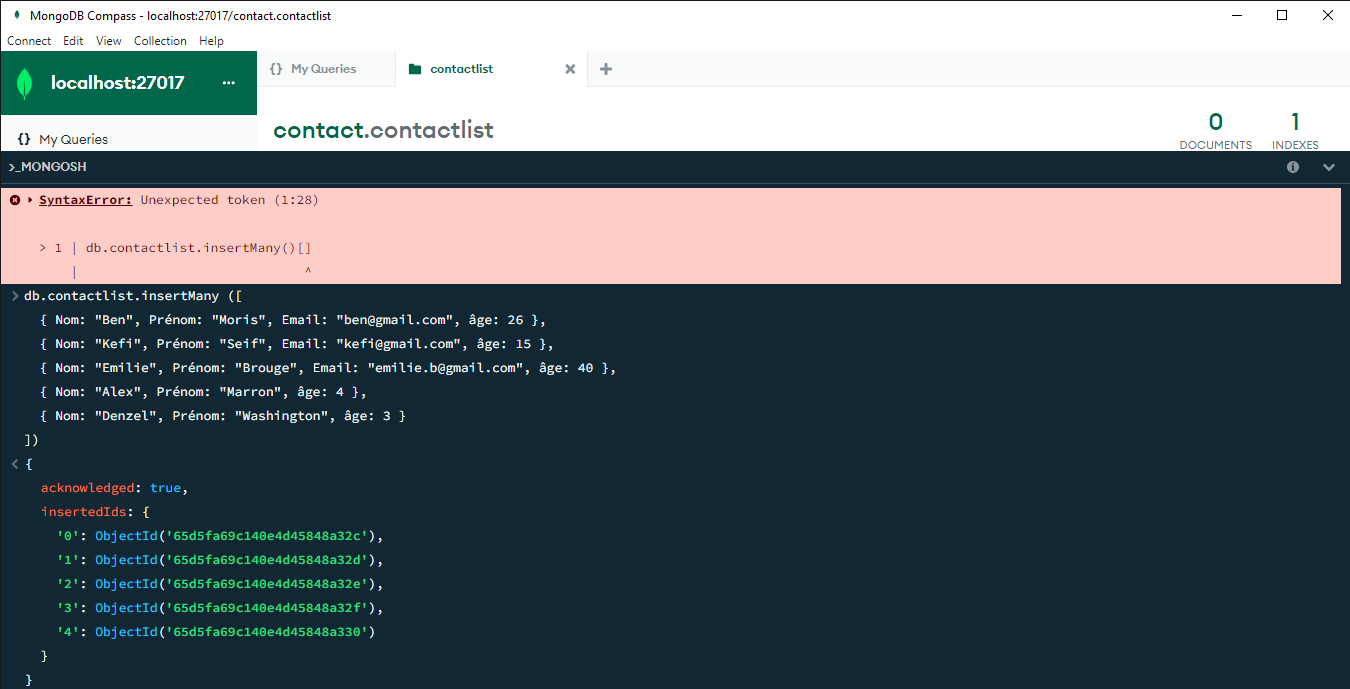 MongoDB Compass - localhost:27017/contact.contactlist
Connect Edit View Collection Help
localhost:27017 ...
{} My Queries
contactlist
{} My Queries
contact.contactlist
0
DOCUMENTS
1
INDEXES
>_MONGOSH
SyntaxError: Unexpected token (1:28)
> 1 | db.contactlist.insertMany()[]
| ^
> db.contactlist.insertMany ([
{ Nom: "Ben", Prénom: "Moris", Email: "ben@gmail.com", âge: 26 },
{ Nom: "Kefi", Prénom: "Seif", Email: "kefi@gmail.com", âge: 15 },
{ Nom: "Emilie", Prénom: "Brouge", Email: "emilie.b@gmail.com", âge: 40 },
{ Nom: "Alex", Prénom: "Marron", âge: 4 },
{ Nom: "Denzel", Prénom: "Washington", âge: 3 }
])
< {
acknowledged: true,
insertedIds: {
'0': ObjectId('65d5fa69c140e4d45848a32c'),
'1': ObjectId('65d5fa69c140e4d45848a32d'),
'2': ObjectId('65d5fa69c140e4d45848a32e'),
'3': ObjectId('65d5fa69c140e4d45848a32f'),
'4': ObjectId('65d5fa69c140e4d45848a330')
}
}